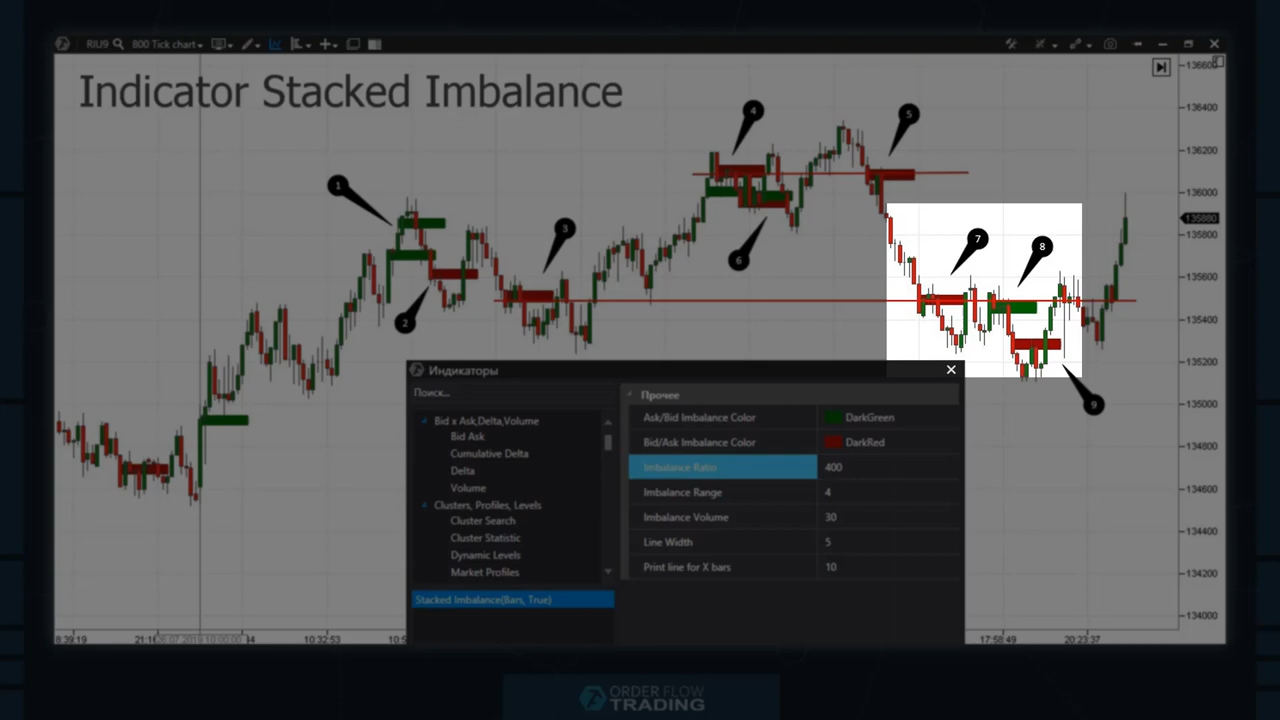 RIU9 800 Tick chart
Indicator Stacked Imbalance
136600
136400
136200
136000
135880
135800
135600
135400
135200
135000
134800
134600
134400
134200
134000
1
2
3
4
5
6
7
8
9
Индикаторы
Поиск...
Bid x Ask,Delta,Volume
Bid Ask
Cumulative Delta
Delta
Volume
Clusters, Profiles, Levels
Cluster Search
Cluster Statistic
Dynamic Levels
Market Profiles
Stacked Imbalance(Bars, True)
Прочее
Ask/Bid Imbalance Color DarkGreen
Bid/Ask Imbalance Color DarkRed
Imbalance Ratio 400
Imbalance Range 4
Imbalance Volume 30
Line Width 5
Print line for X bars 10
8:39:19 10:32:53 17:58:49 20:23:37
ORDER FLOW
TRADING